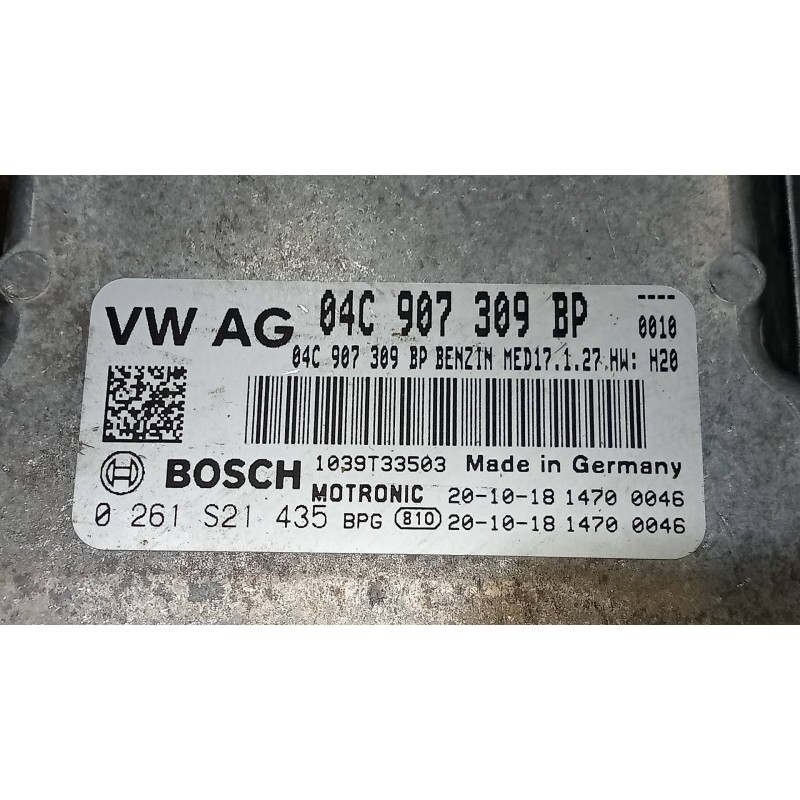 VW AG 04C 907 309 BP ----
0010
04C 907 309 BP BENZIN MED17.1.27 HW: H20
BOSCH 1039T33503 Made in Germany
MOTRONIC 20-10-18 1470 0046
0 261 S21 435 BPG 810 20-10-18 1470 0046